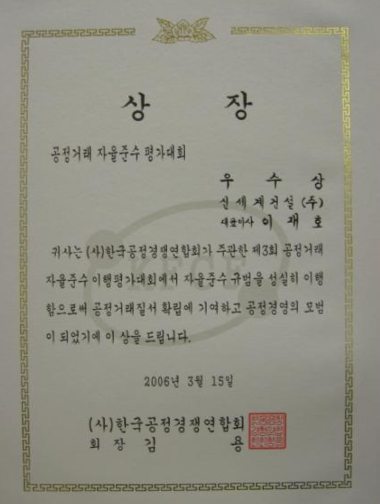 상 장
공정거래 자율준수 평가대회
우 수 상
신세계건설 (주)
대표이사 이 재 호
귀사는 (사)한국공정경쟁연합회가 주관한 제3회 공정거래
자율준수 이행평가대회에서 자율준수 규범을 성실히 이행
함으로써 공정거래질서 확립에 기여하고 공정경영의 모범
이 되었기에 이 상을 드립니다.
2006년 3월 15일
(사)한국공정경쟁연합회
회 장 김 용